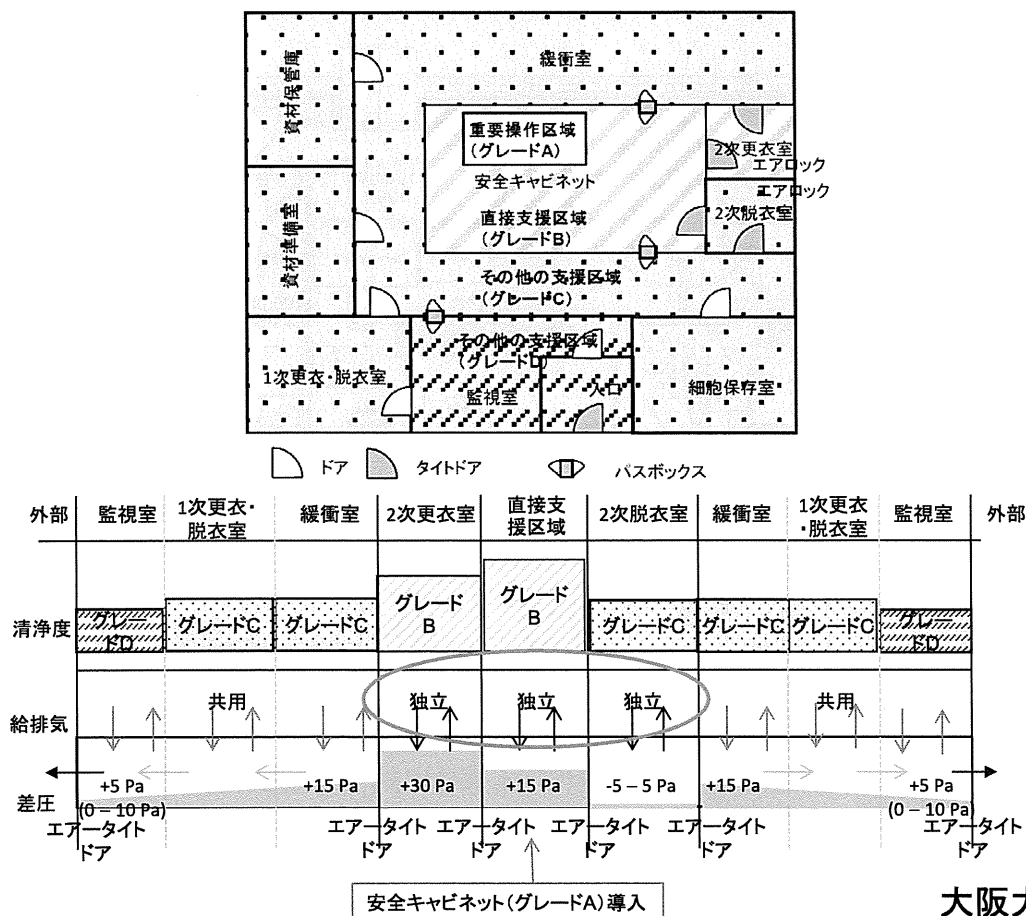 資材保管庫
緩衝室
重要操作区域
(グレードA)
安全キャビネット
2次更衣室
エアロック
エアロック
2次脱衣室
直接支援区域
(グレードB)
資材準備室
その他の支援区域
(グレードC)
その他の支援区域
(グレードD)
1次更衣・脱衣室
監視室
入口
細胞保存室
ドア
タイトドア
パスボックス
外部
監視室
1次更衣・
脱衣室
緩衝室
2次更衣室
直接支
援区域
2次脱衣室
緩衝室
1次更衣
・脱衣室
監視室
外部
清浄度
グレー
ドD
グレードC
グレードC
グレード
B
グレード
B
グレードC
グレードC
グレードC
グレー
ドD
給排気
共用
独立
独立
独立
共用
差圧
+5 Pa
(0 – 10 Pa)
+15 Pa
+30 Pa
+15 Pa
-5 – 5 Pa
+15 Pa
+5 Pa
(0 – 10 Pa)
エアータイト
ドア
エアータイト
ドア
エアータイト
ドア
エアータイト
ドア
エアータイト
ドア
エアータイト
ドア
安全キャビネット(グレードA)導入
大阪大